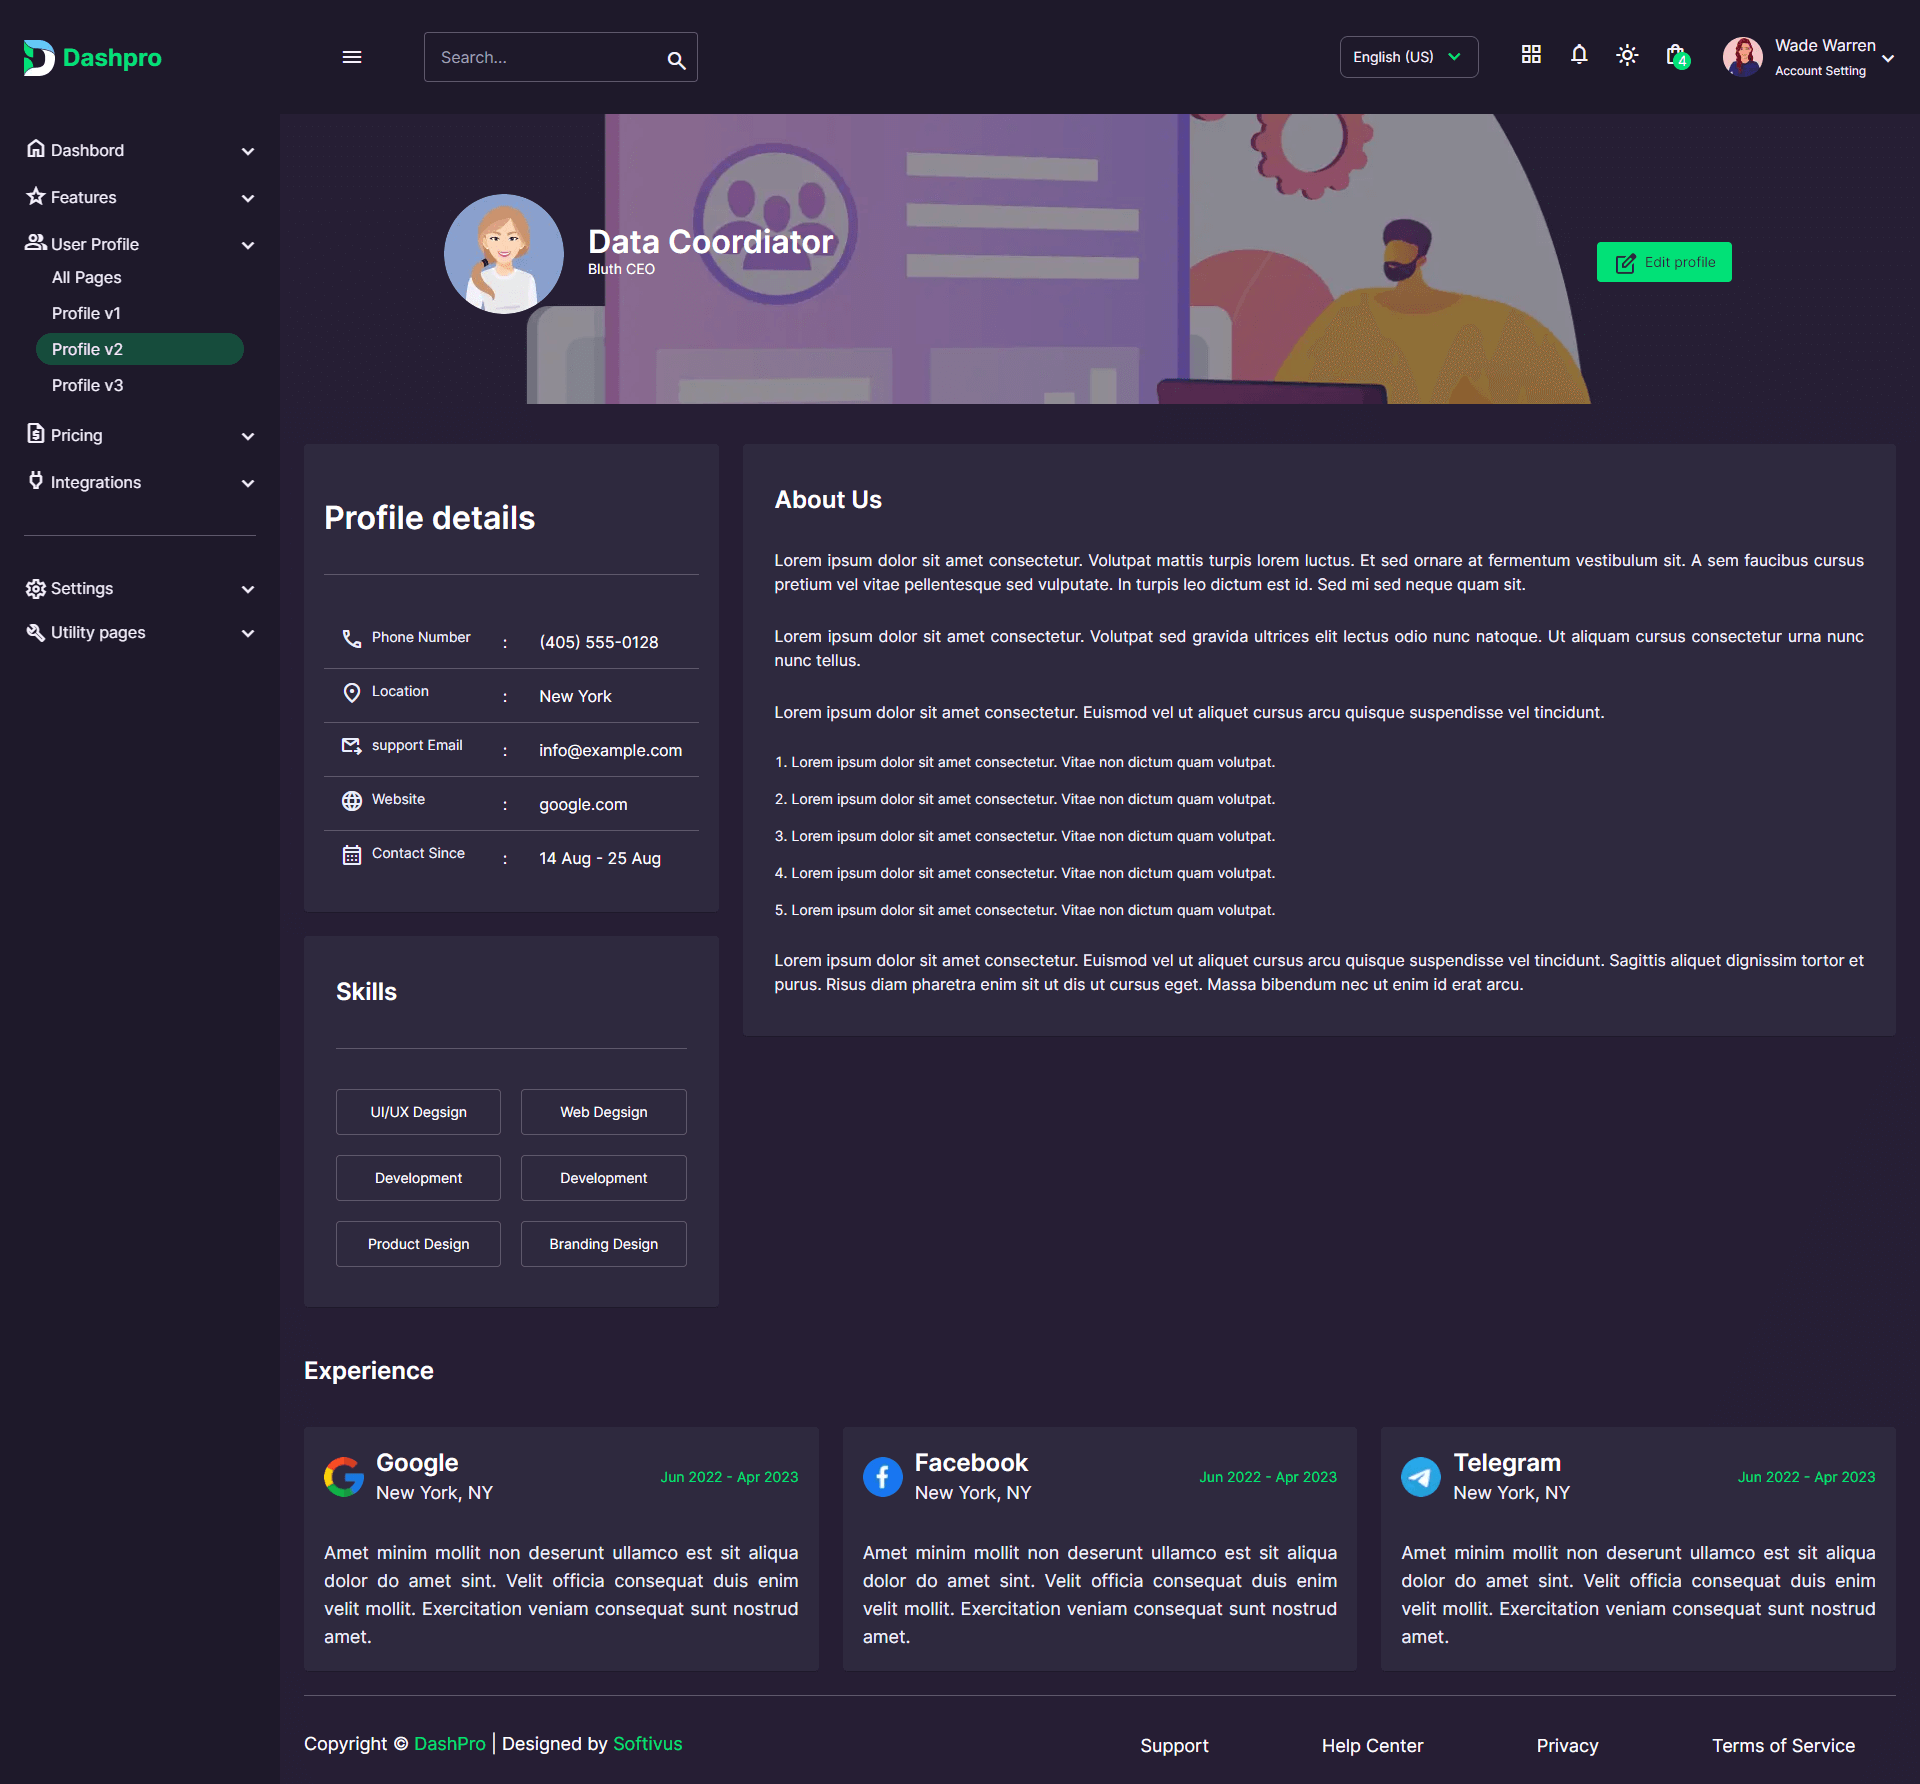 Dashpro
Search...
English (US)
4
Wade Warren
Account Setting
Dashbord
Features
User Profile
All Pages
Profile v1
Profile v2
Profile v3
Pricing
Integrations
Settings
Utility pages
Data Coordiator
Bluth CEO
Edit profile
Profile details
Phone Number : (405) 555-0128
Location : New York
support Email : info@example.com
Website : google.com
Contact Since : 14 Aug - 25 Aug
Skills
UI/UX Degsign
Web Degsign
Development
Development
Product Design
Branding Design
About Us
Lorem ipsum dolor sit amet consectetur. Volutpat mattis turpis lorem luctus. Et sed ornare at fermentum vestibulum sit. A sem faucibus cursus
pretium vel vitae pellentesque sed vulputate. In turpis leo dictum est id. Sed mi sed neque quam sit.
Lorem ipsum dolor sit amet consectetur. Volutpat sed gravida ultrices elit lectus odio nunc natoque. Ut aliquam cursus consectetur urna nunc
nunc tellus.
Lorem ipsum dolor sit amet consectetur. Euismod vel ut aliquet cursus arcu quisque suspendisse vel tincidunt.
1. Lorem ipsum dolor sit amet consectetur. Vitae non dictum quam volutpat.
2. Lorem ipsum dolor sit amet consectetur. Vitae non dictum quam volutpat.
3. Lorem ipsum dolor sit amet consectetur. Vitae non dictum quam volutpat.
4. Lorem ipsum dolor sit amet consectetur. Vitae non dictum quam volutpat.
5. Lorem ipsum dolor sit amet consectetur. Vitae non dictum quam volutpat.
Lorem ipsum dolor sit amet consectetur. Euismod vel ut aliquet cursus arcu quisque suspendisse vel tincidunt. Sagittis aliquet dignissim tortor et
purus. Risus diam pharetra enim sit ut dis ut cursus eget. Massa bibendum nec ut enim id erat arcu.
Experience
Google
New York, NY
Jun 2022 - Apr 2023
Amet minim mollit non deserunt ullamco est sit aliqua
dolor do amet sint. Velit officia consequat duis enim
velit mollit. Exercitation veniam consequat sunt nostrud
amet.
Facebook
New York, NY
Jun 2022 - Apr 2023
Amet minim mollit non deserunt ullamco est sit aliqua
dolor do amet sint. Velit officia consequat duis enim
velit mollit. Exercitation veniam consequat sunt nostrud
amet.
Telegram
New York, NY
Jun 2022 - Apr 2023
Amet minim mollit non deserunt ullamco est sit aliqua
dolor do amet sint. Velit officia consequat duis enim
velit mollit. Exercitation veniam consequat sunt nostrud
amet.
Copyright © DashPro | Designed by Softivus
Support
Help Center
Privacy
Terms of Service